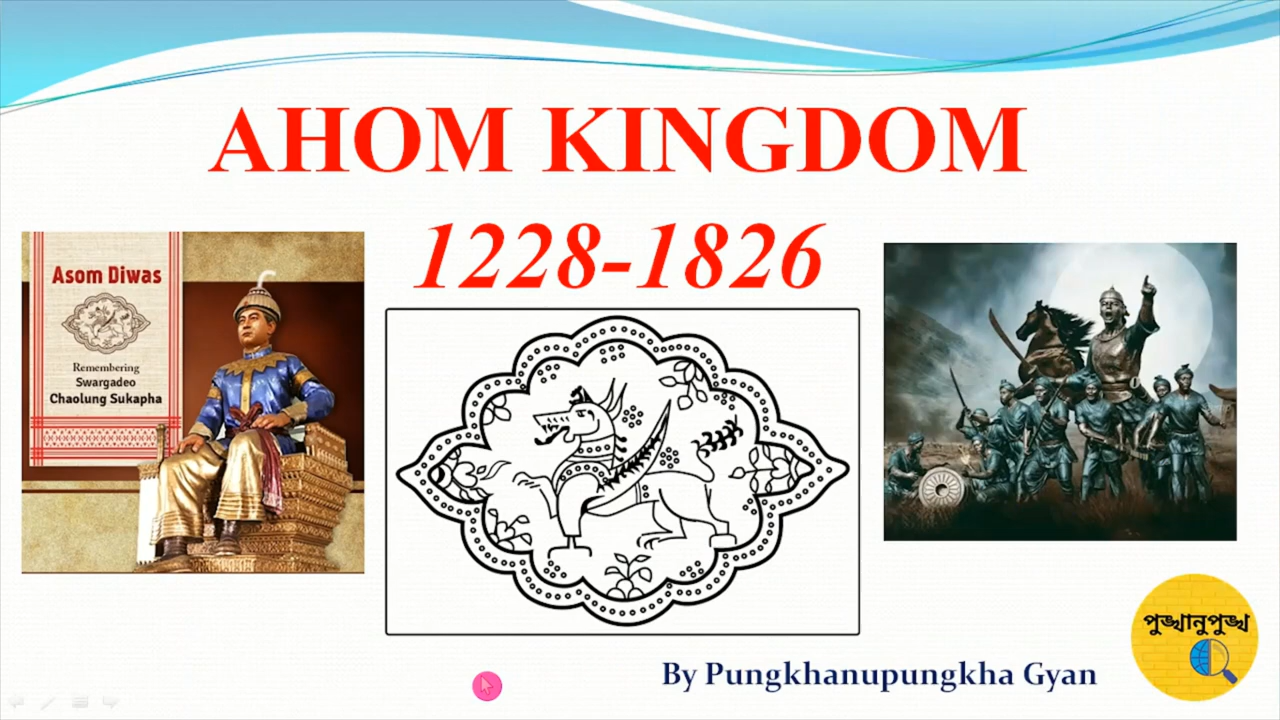 AHOM KINGDOM
1228-1826
Asom Diwas
Remembering
Swargadeo
Chaolung Sukapha
পুঙ্খানুপুঙ্খ
By Pungkhanupungkha Gyan